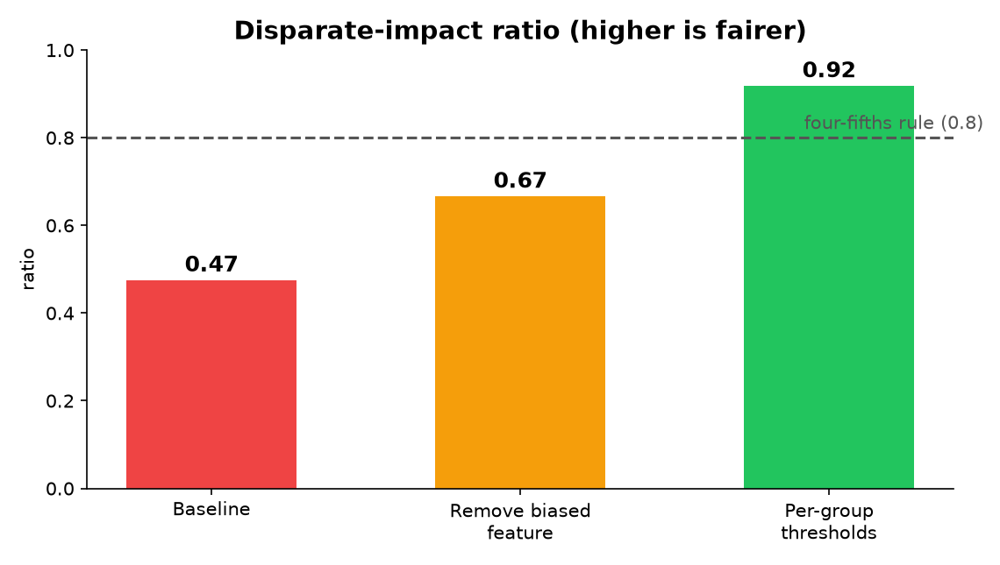 Disparate-impact ratio (higher is fairer)
1.0
0.92
four-fifths rule (0.8)
0.8
0.67
0.6
ratio
0.47
0.4
0.2
0.0
Baseline
Remove biased
feature
Per-group
thresholds